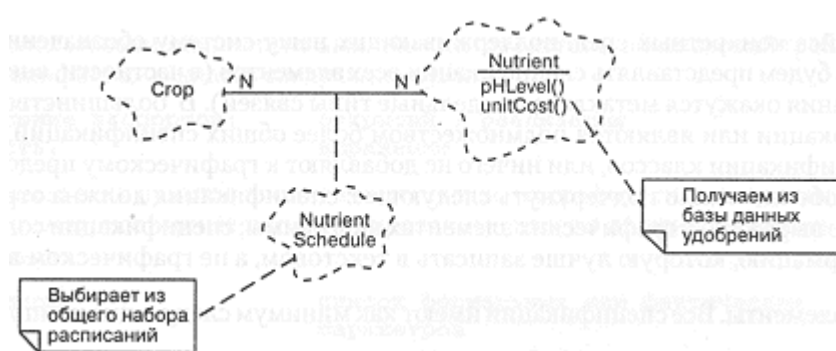 Crop
N
N
Nutrient
pHLevel()
unitCost()
Получаем из
базы данных
удобрений
Nutrient
Schedule
Выбирает из
общего набора
расписаний